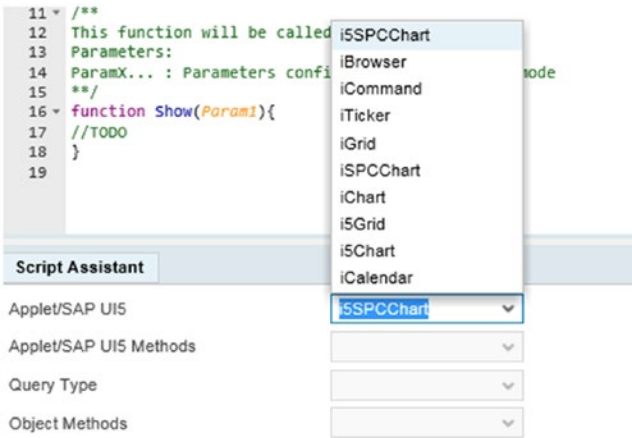 11 /**
12 This function will be called
13 Parameters:
14 ParamX... : Parameters confi mode
15 **/
16 function Show(Param1){
17 //TODO
18 }
19
i5SPCChart
iBrowser
iCommand
iTicker
iGrid
iSPCChart
iChart
i5Grid
i5Chart
iCalendar
Script Assistant
Applet/SAP UI5 i5SPCChart
Applet/SAP UI5 Methods
Query Type
Object Methods